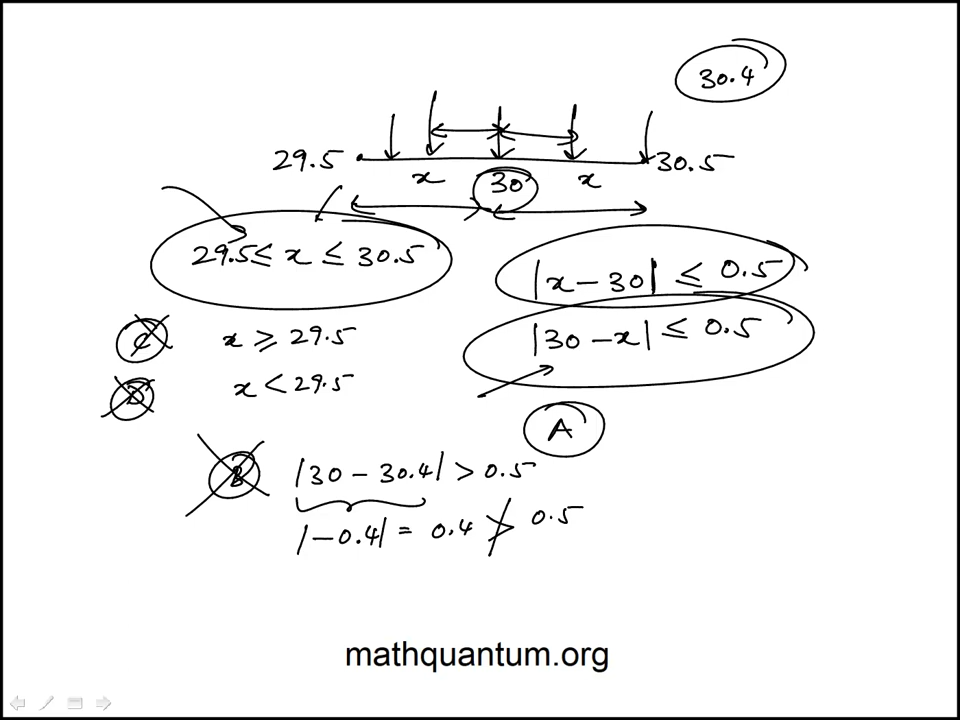 30.4
29.5 30.5
x 30 x
29.5 ≤ x ≤ 30.5
|x − 30| ≤ 0.5
|30 − x| ≤ 0.5
C x ≥ 29.5
D x < 29.5
A
B |30 − 30.4| > 0.5
|−0.4| = 0.4 ≯ 0.5
mathquantum.org